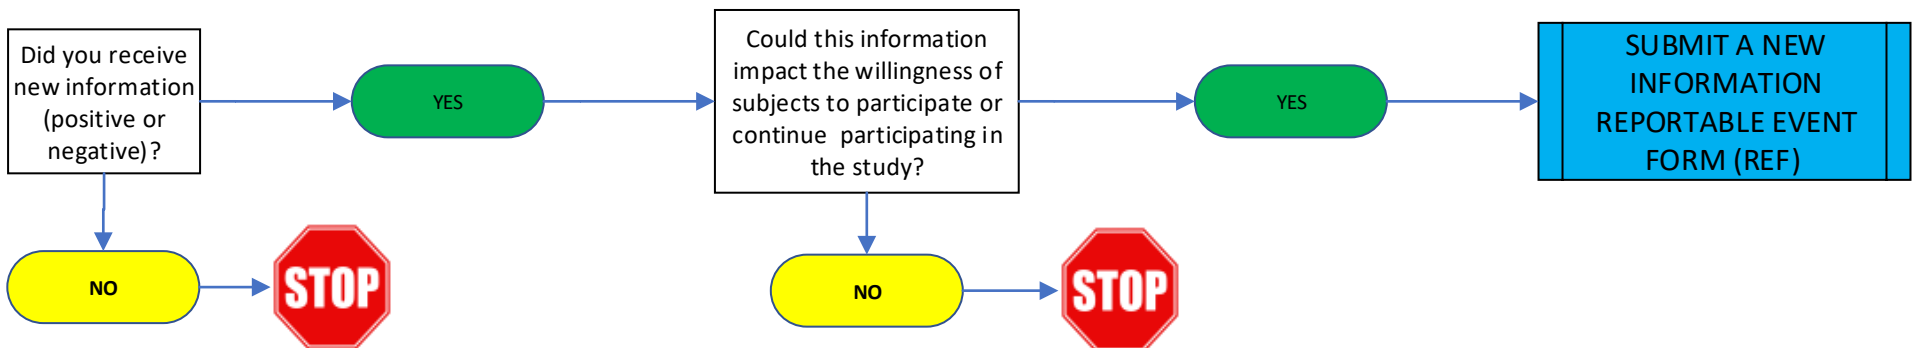 Did you receive
new information
(positive or
negative)?
YES
Could this information
impact the willingness of
subjects to participate or
continue participating in
the study?
YES
SUBMIT A NEW
INFORMATION
REPORTABLE EVENT
FORM (REF)
NO
STOP
NO
STOP